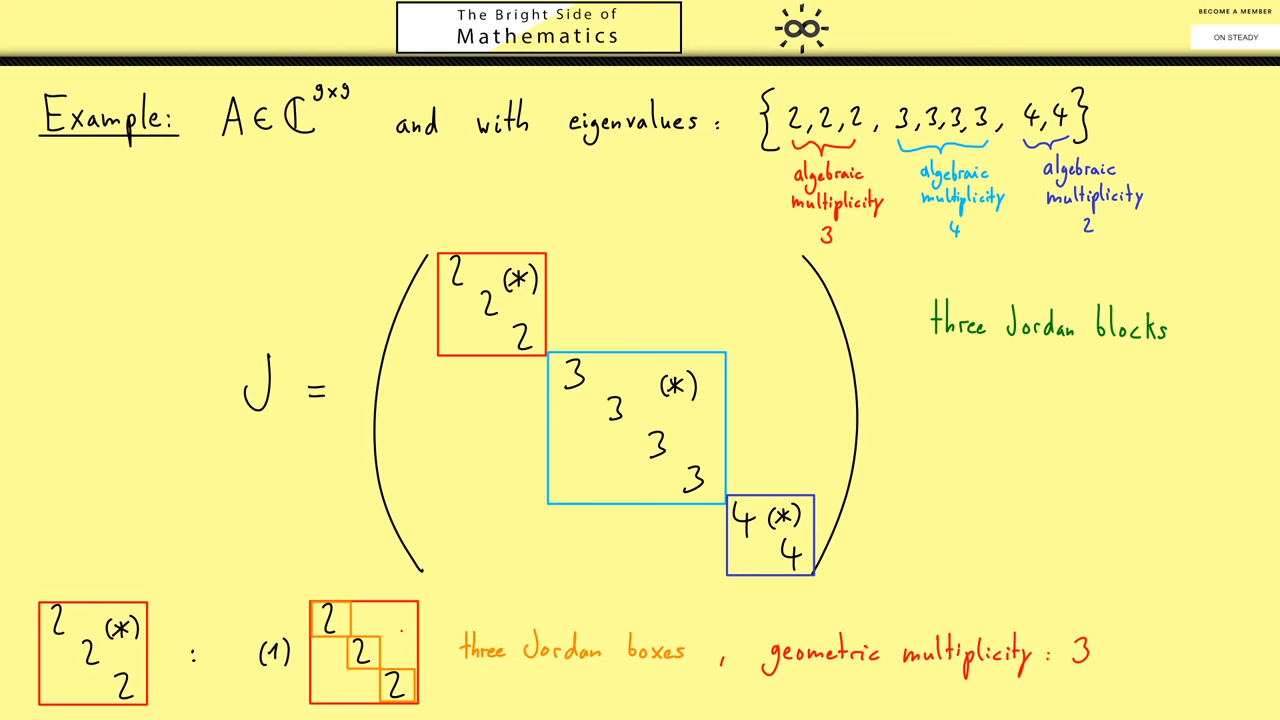 The Bright Side of
Mathematics
BECOME A MEMBER
ON STEADY
Example: A ∈ ℂ^{9×9} and with eigenvalues: {2,2,2, 3,3,3,3, 4,4}
algebraic multiplicity 3
algebraic multiplicity 4
algebraic multiplicity 2
2
2 (*)
2
three Jordan blocks
J = 
3
3 (*)
3
3
4 (*)
4
2
2 (*)
2
: (1)
2
2
2
three Jordan boxes, geometric multiplicity: 3